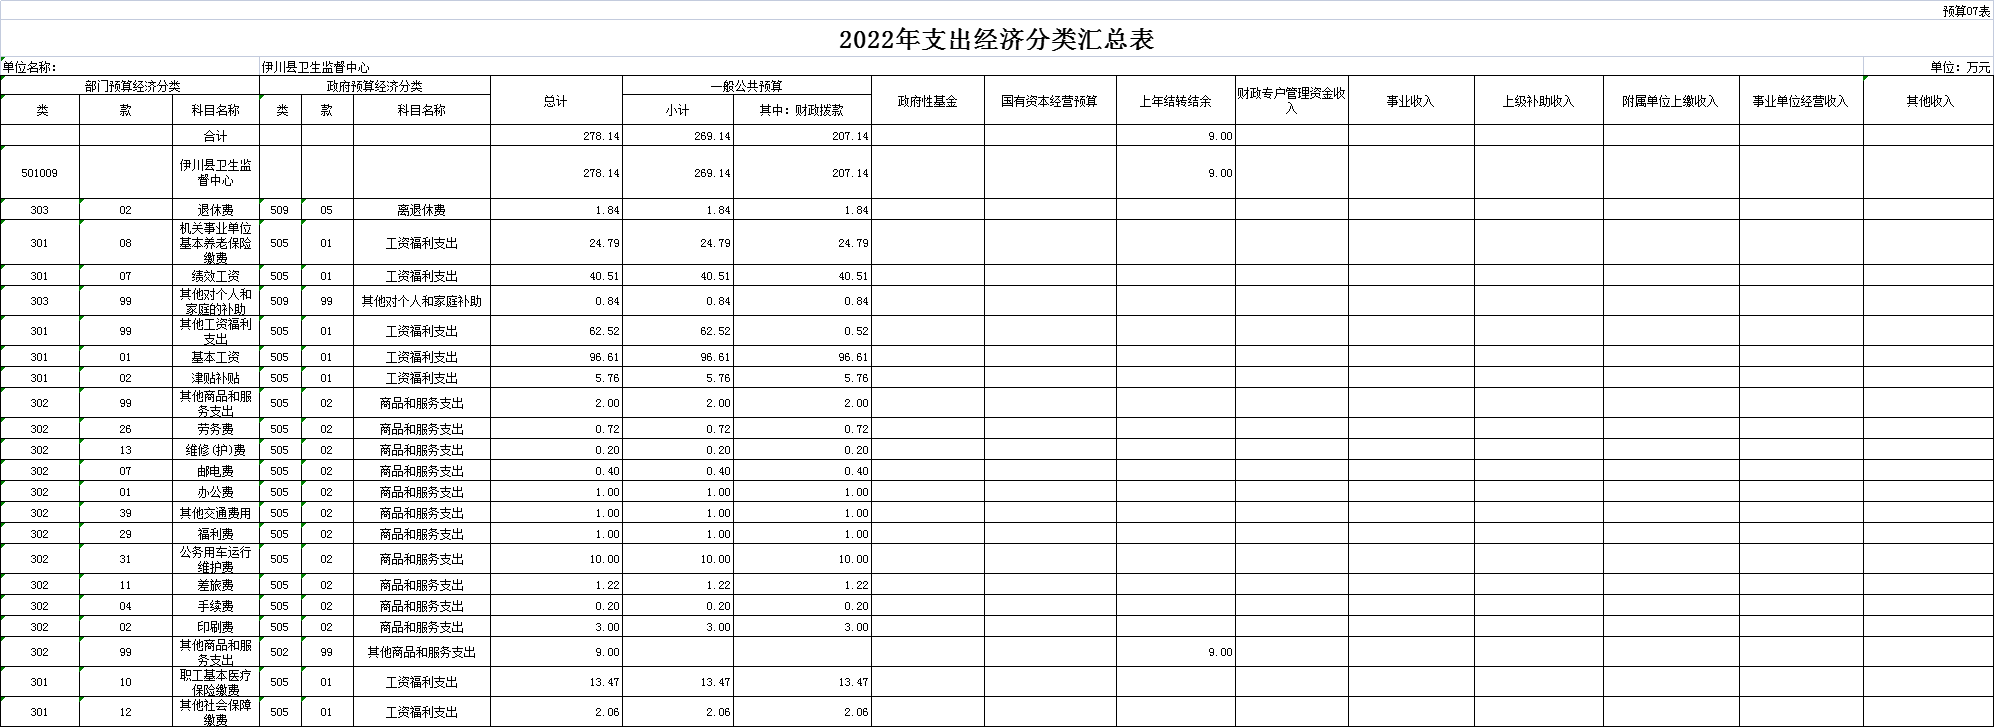 预算07表
2022年支出经济分类汇总表
单位名称: 伊川县卫生监督中心 单位：万元
部门预算经济分类 政府预算经济分类 总计 一般公共预算 政府性基金 国有资本经营预算 上年结转结余 财政专户管理资金收入 事业收入 上级补助收入 附属单位上缴收入 事业单位经营收入 其他收入
类 款 科目名称 类 款 科目名称 小计 其中：财政拨款
合计 278.14 269.14 207.14 9.00
501009 伊川县卫生监督中心 278.14 269.14 207.14 9.00
303 02 退休费 509 05 离退休费 1.84 1.84 1.84
301 08 机关事业单位基本养老保险缴费 505 01 工资福利支出 24.79 24.79 24.79
301 07 绩效工资 505 01 工资福利支出 40.51 40.51 40.51
303 99 其他对个人和家庭的补助 509 99 其他对个人和家庭补助 0.84 0.84 0.84
301 99 其他工资福利支出 505 01 工资福利支出 62.52 62.52 0.52
301 01 基本工资 505 01 工资福利支出 96.61 96.61 96.61
301 02 津贴补贴 505 01 工资福利支出 5.76 5.76 5.76
302 99 其他商品和服务支出 505 02 商品和服务支出 2.00 2.00 2.00
302 26 劳务费 505 02 商品和服务支出 0.72 0.72 0.72
302 13 维修(护)费 505 02 商品和服务支出 0.20 0.20 0.20
302 07 邮电费 505 02 商品和服务支出 0.40 0.40 0.40
302 01 办公费 505 02 商品和服务支出 1.00 1.00 1.00
302 39 其他交通费用 505 02 商品和服务支出 1.00 1.00 1.00
302 29 福利费 505 02 商品和服务支出 1.00 1.00 1.00
302 31 公务用车运行维护费 505 02 商品和服务支出 10.00 10.00 10.00
302 11 差旅费 505 02 商品和服务支出 1.22 1.22 1.22
302 04 手续费 505 02 商品和服务支出 0.20 0.20 0.20
302 02 印刷费 505 02 商品和服务支出 3.00 3.00 3.00
302 99 其他商品和服务支出 502 99 其他商品和服务支出 9.00 9.00
301 10 职工基本医疗保险缴费 505 01 工资福利支出 13.47 13.47 13.47
301 12 其他社会保障缴费 505 01 工资福利支出 2.06 2.06 2.06